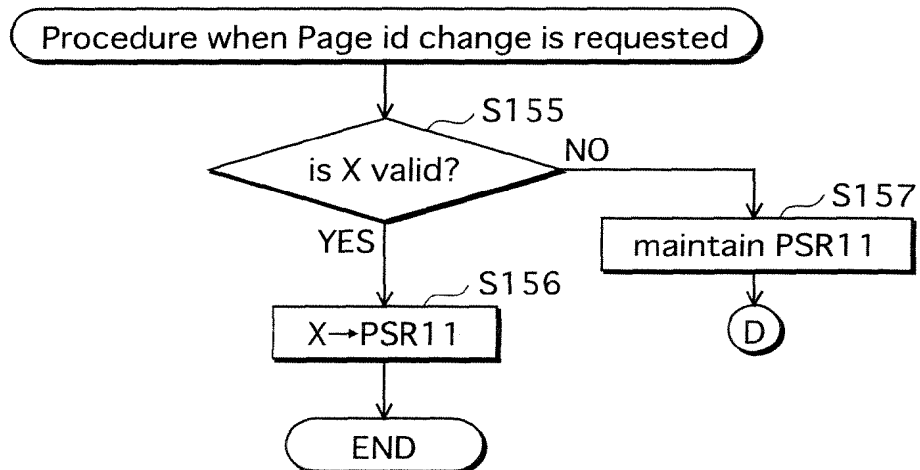 Procedure when Page id change is requested
S155
is X valid?
NO
S157
YES
maintain PSR11
S156
X→PSR11
D
END